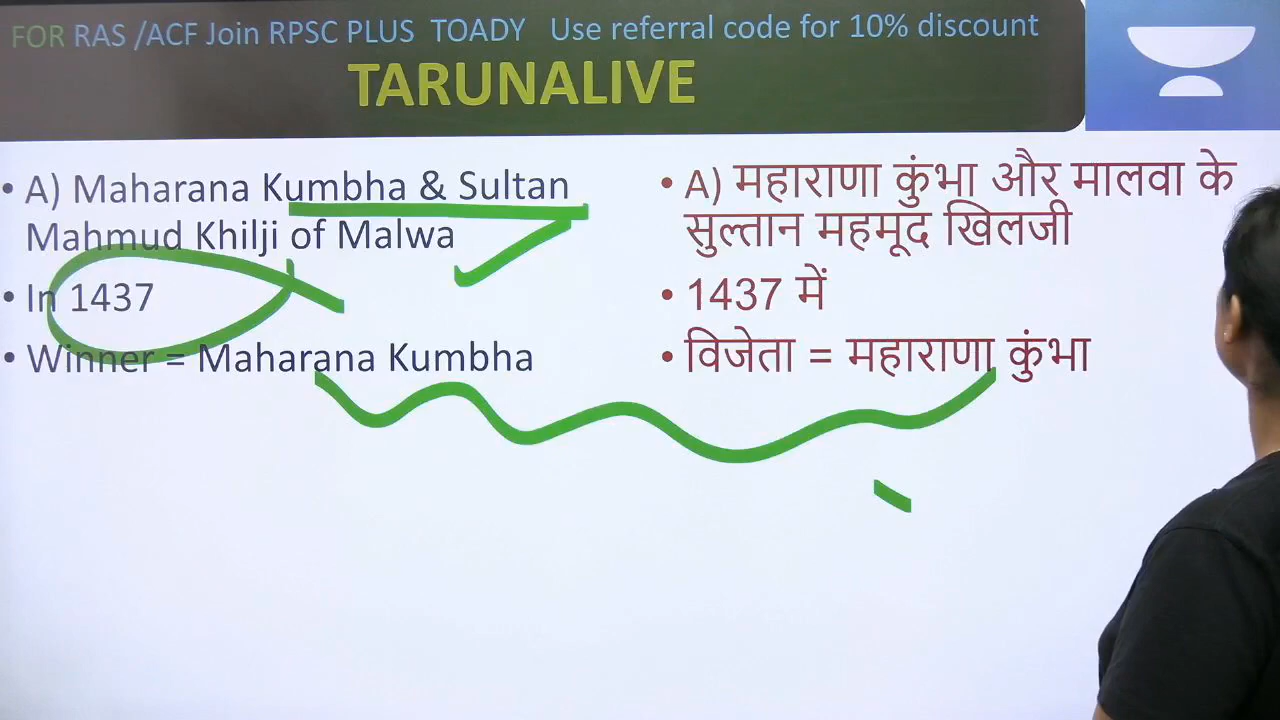 FOR RAS /ACF Join RPSC PLUS TOADY Use referral code for 10% discount
TARUNALIVE
• A) Maharana Kumbha & Sultan
Mahmud Khilji of Malwa
• In 1437
• Winner = Maharana Kumbha
• A) महाराणा कुंभा और मालवा के
सुल्तान महमूद खिलजी
• 1437 में
• विजेता = महाराणा कुंभा